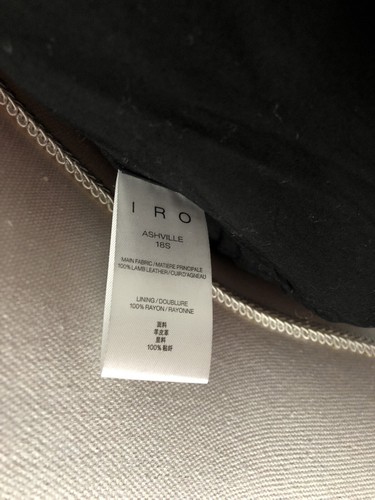 IRO
ASHVILLE
16S
MAIN FABRIC / MATIERE PRINCIPALE
100% LAMB LEATHER / CUIR D'AGNEAU
LINING / DOUBLURE
100% RAYON / RAYONNE
面料
羊皮革
里料
100% 粘纤